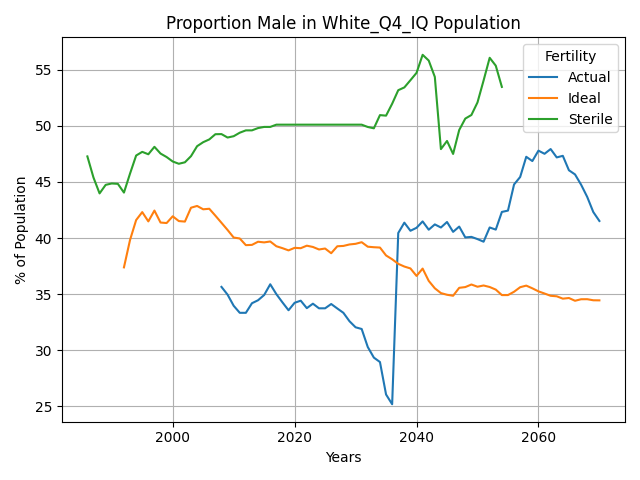 Proportion Male in White_Q4_IQ Population
Fertility
Actual
Ideal
Sterile
% of Population
55
50
45
40
35
30
25
2000
2020
2040
2060
Years